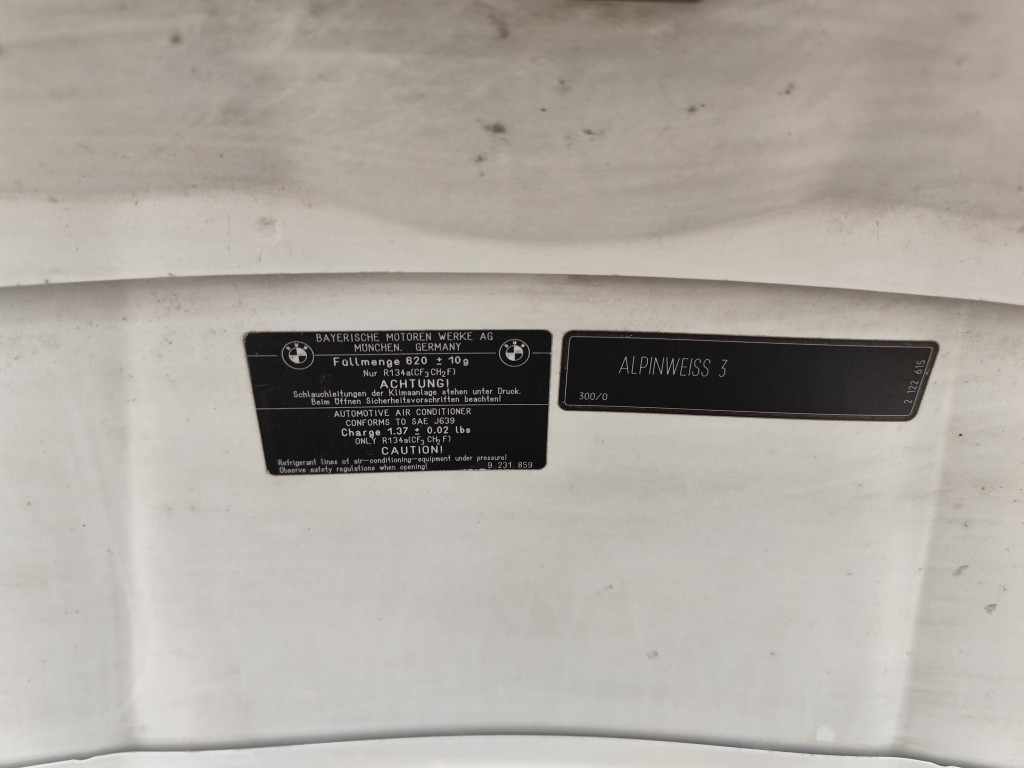 BAYERISCHE MOTOREN WERKE AG
MÜNCHEN, GERMANY
BMW
BMW
Füllmenge 620 ± 10g
Nur R134a(CF₃CH₂F)
ACHTUNG!
Schlauchleitungen der Klimaanlage stehen unter Druck.
Beim Öffnen Sicherheitsvorschriften beachten!
AUTOMOTIVE AIR CONDITIONER
CONFORMS TO SAE J639
Charge 1.37 ± 0.02 lbs
ONLY R134a(CF₃CH₂F)
CAUTION!
Refrigerant lines of air-conditioning-equipment under pressure!
Observe safety regulations when opening!
9 231 859
ALPINWEISS 3
300/0
2 122 615